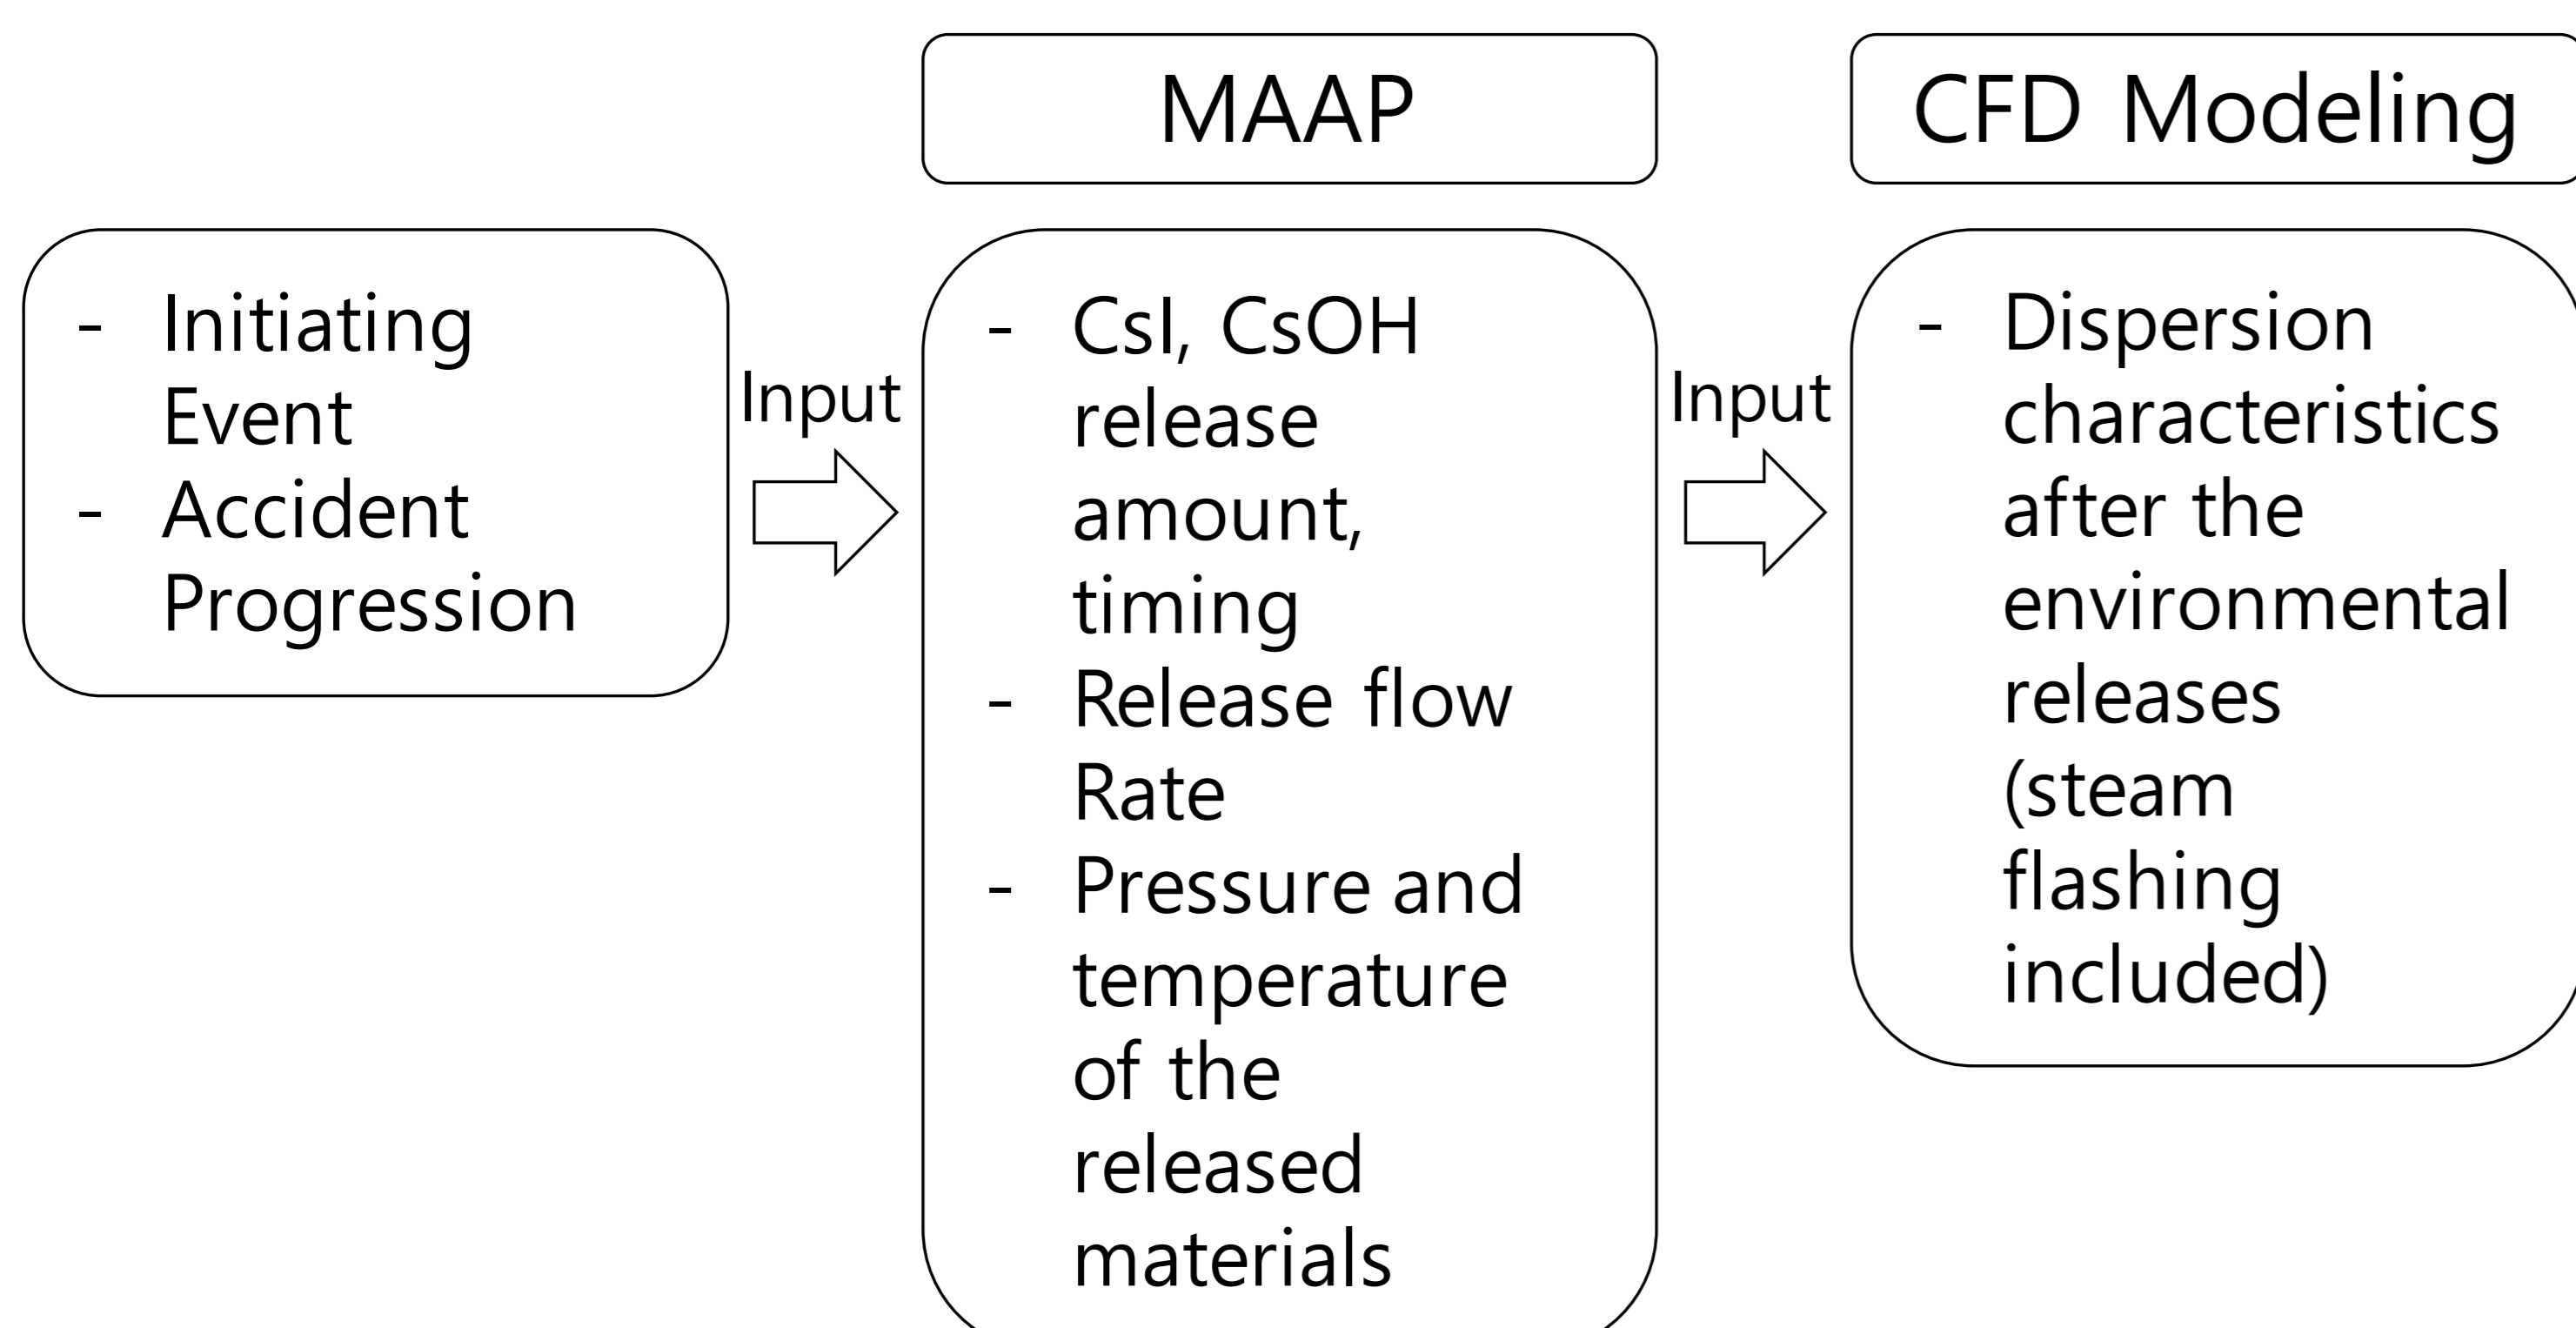 MAAP
CFD Modeling
- Initiating
Event
- Accident
Progression
Input
- CsI, CsOH
release
amount,
timing
- Release flow
Rate
- Pressure and
temperature
of the
released
materials
Input
- Dispersion
characteristics
after the
environmental
releases
(steam
flashing
included)